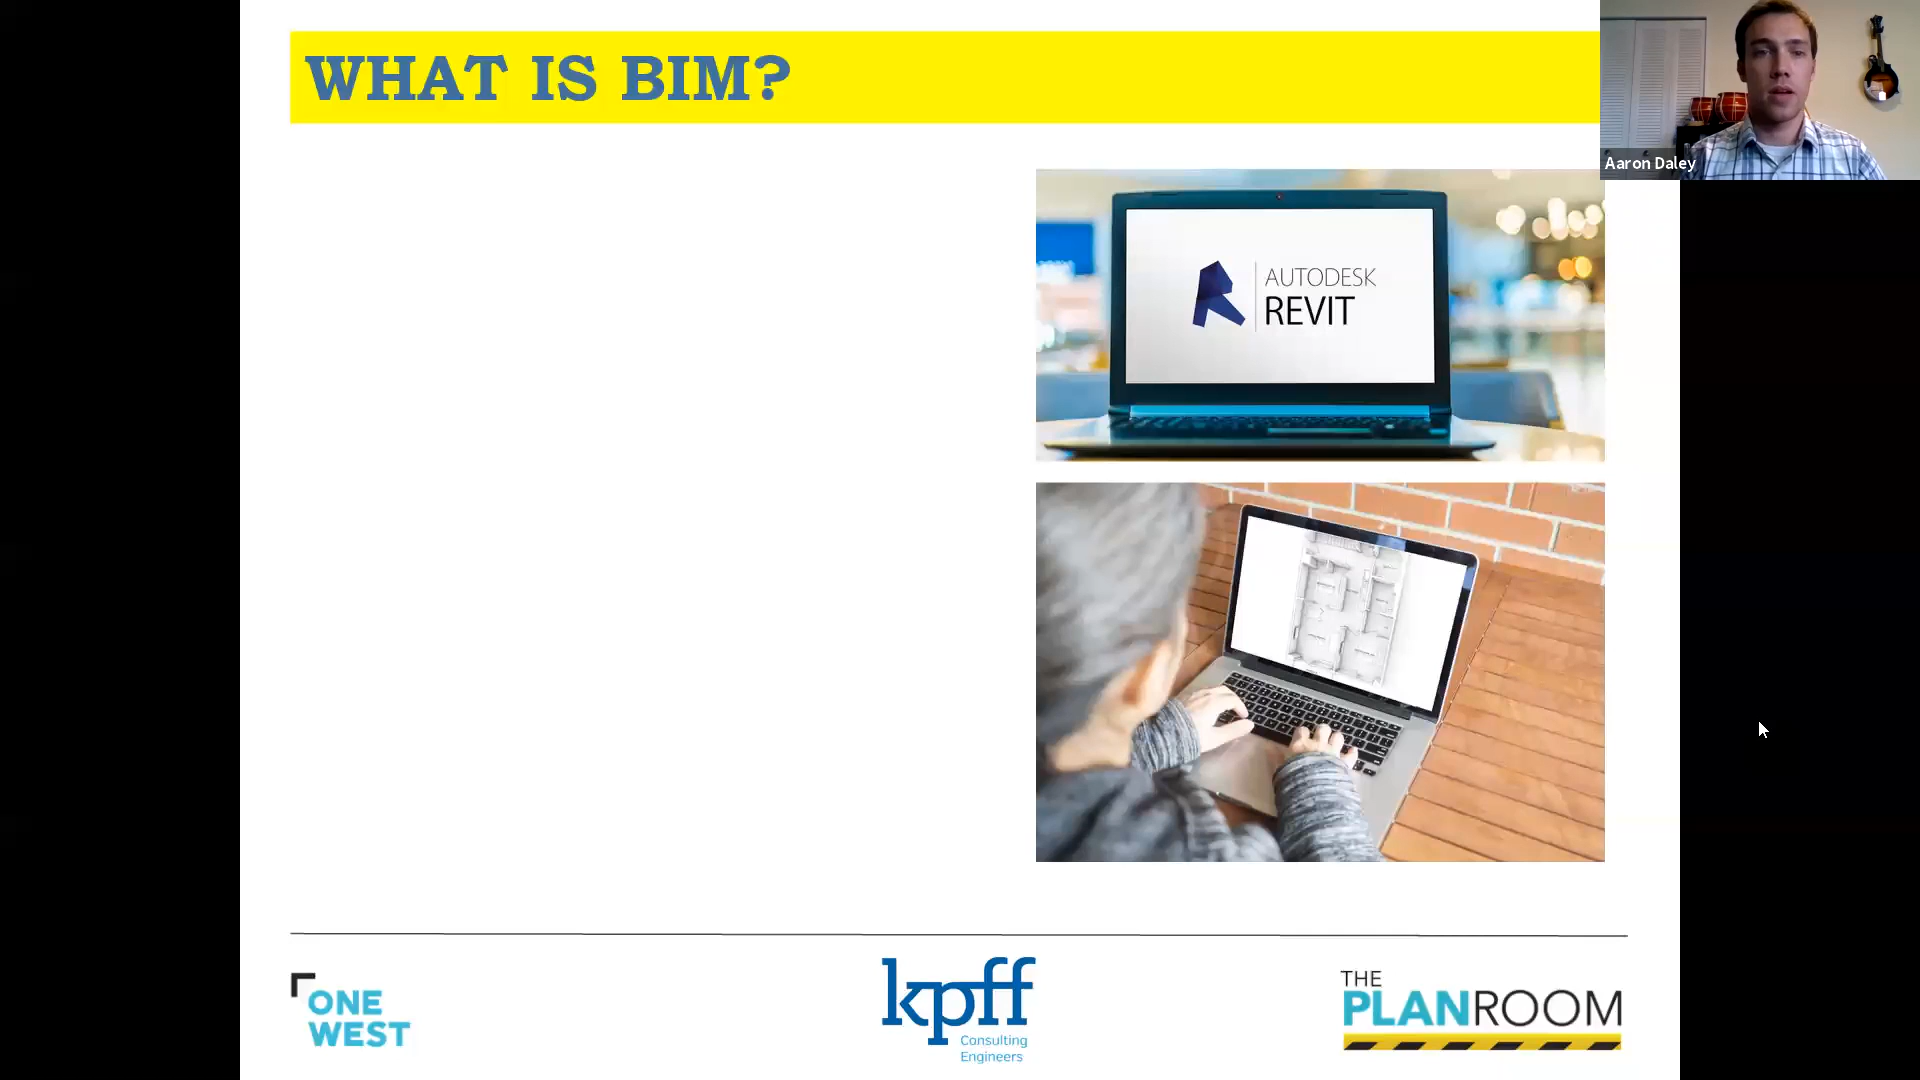 WHAT IS BIM?
Aaron Daley
AUTODESK
REVIT
ONE
WEST
kpff
Consulting
Engineers
THE
PLANROOM